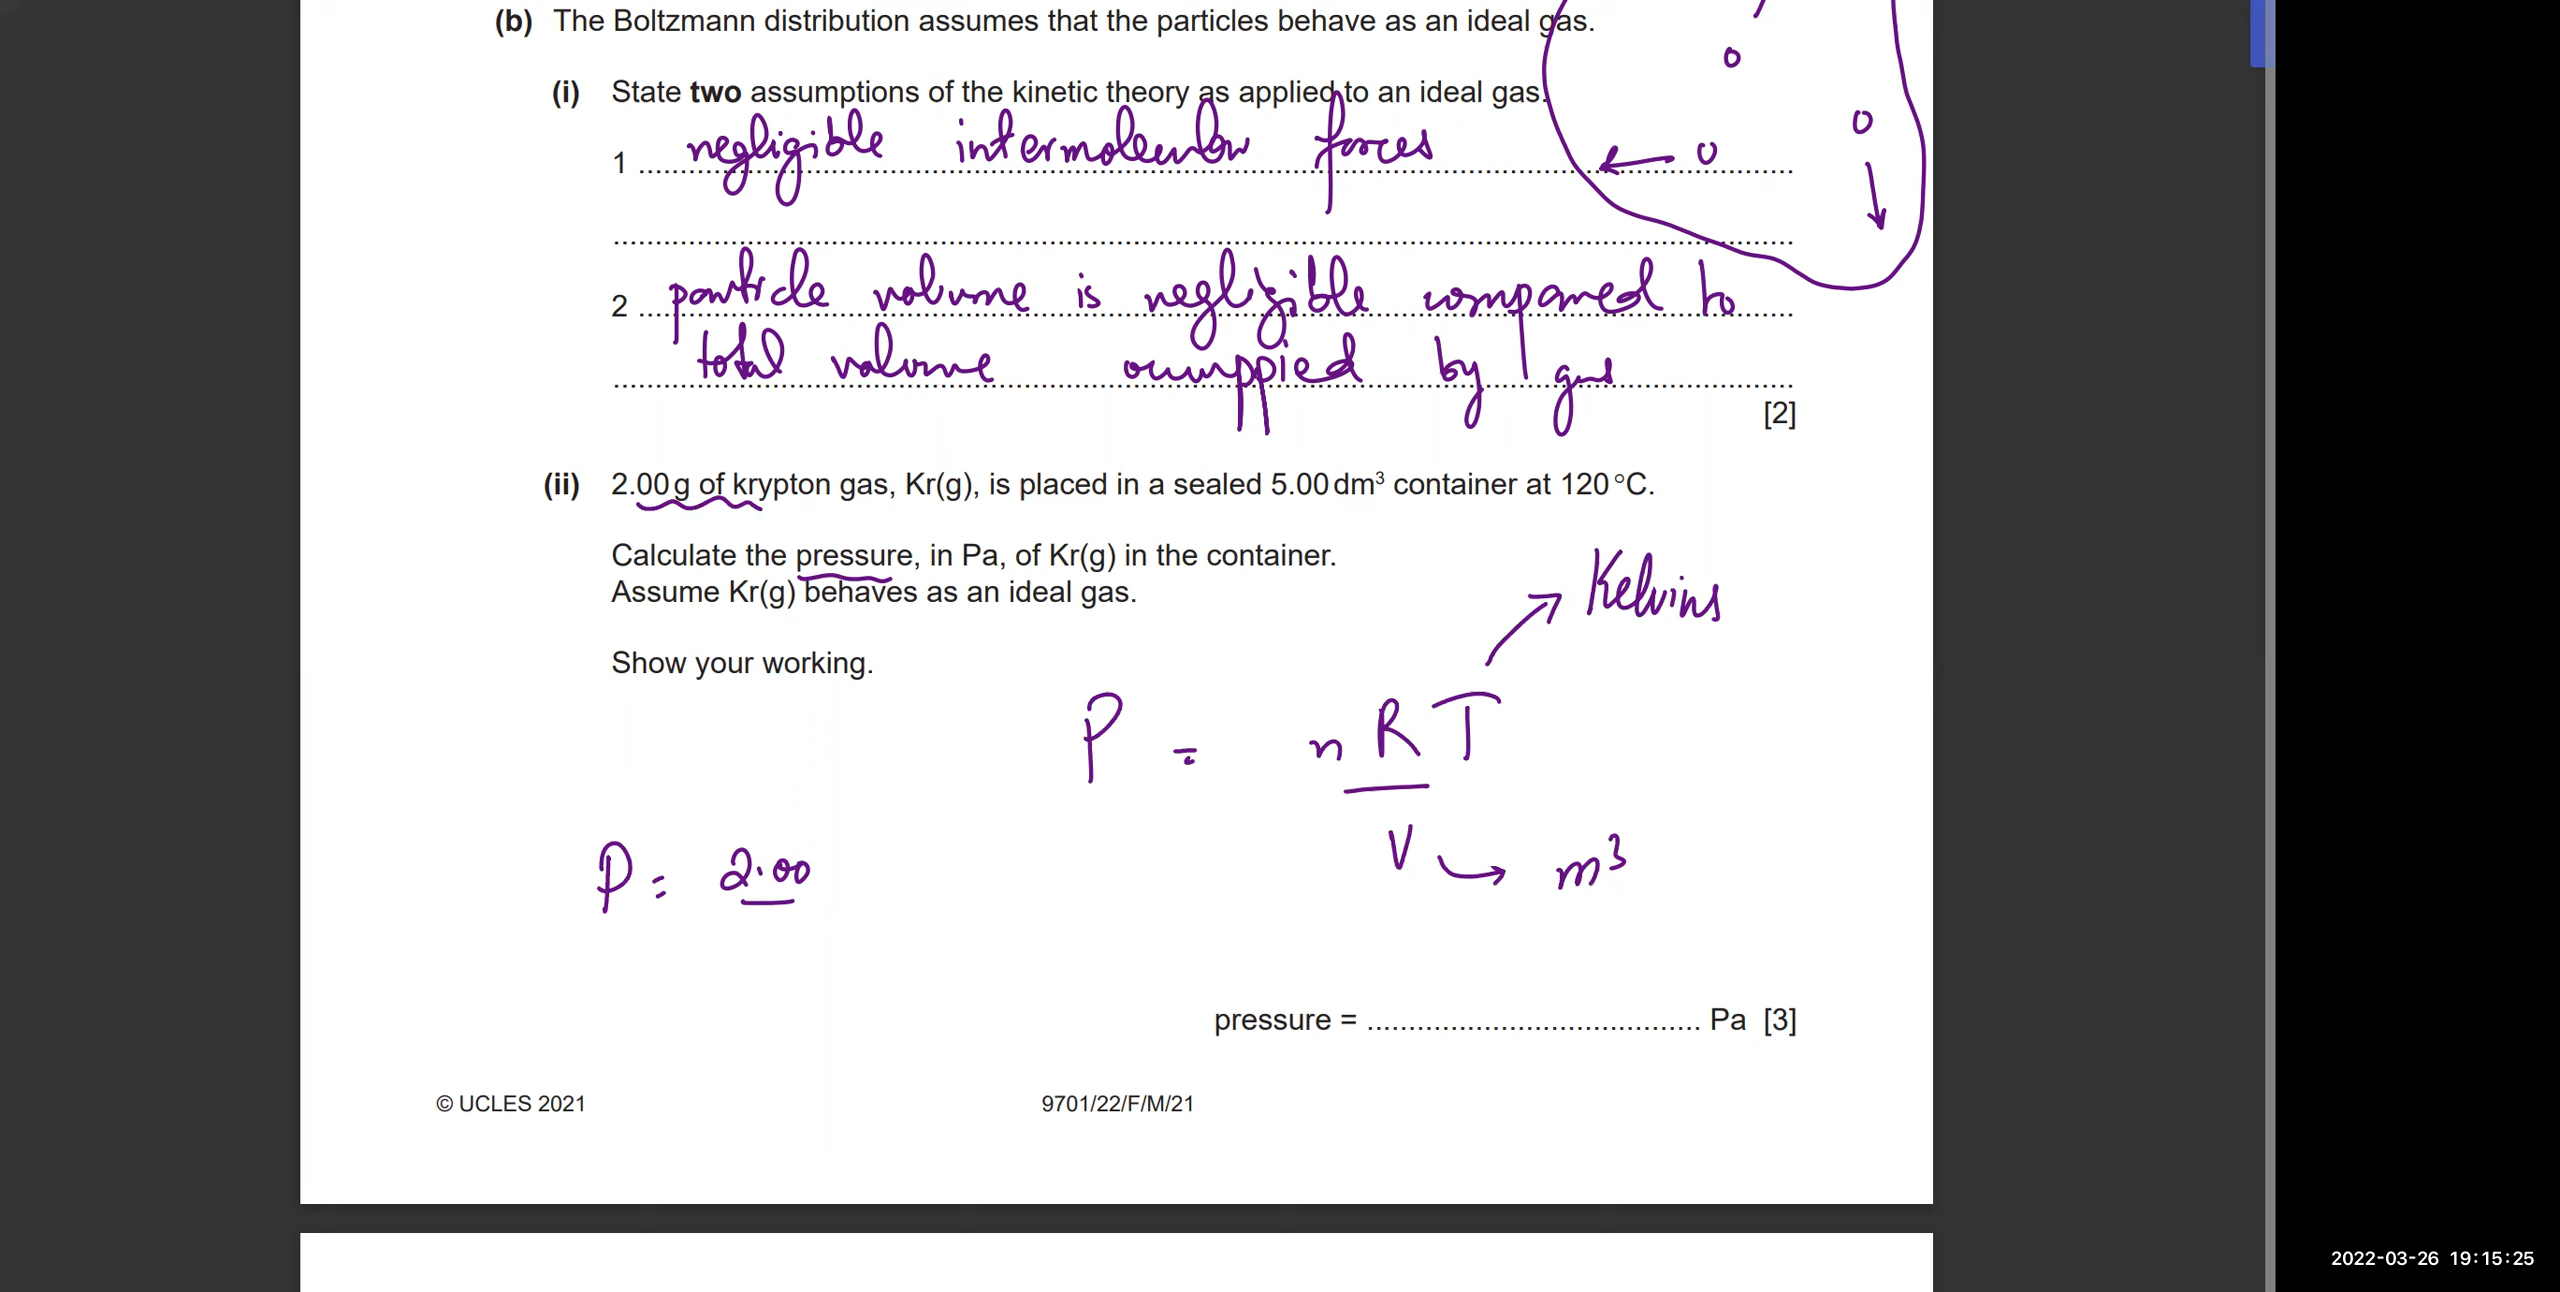 (b) The Boltzmann distribution assumes that the particles behave as an ideal gas.
(i) State two assumptions of the kinetic theory as applied to an ideal gas.
1 negligible intermolecular forces
2 particle volume is negligible compared to
total volume ocuppied by gas
[2]
(ii) 2.00 g of krypton gas, Kr(g), is placed in a sealed 5.00 dm³ container at 120 °C.
Calculate the pressure, in Pa, of Kr(g) in the container.
Assume Kr(g) behaves as an ideal gas.
Kelvins
Show your working.
P = nRT
V → m³
P = 2.00
pressure = ........................................ Pa [3]
© UCLES 2021 9701/22/F/M/21
2022-03-26 19:15:25